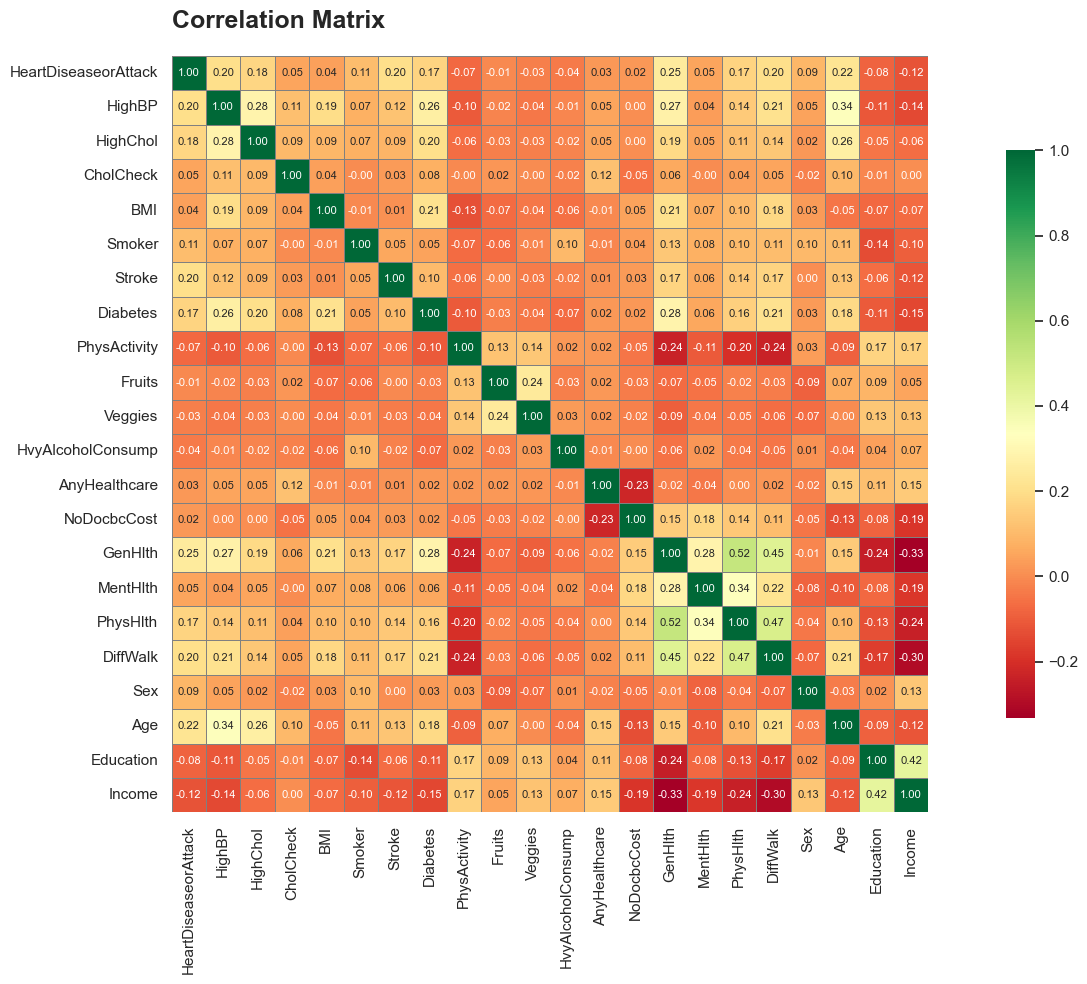 Correlation Matrix
HeartDiseaseorAttack 1.00 0.20 0.18 0.05 0.04 0.11 0.20 0.17 -0.07 -0.01 -0.03 -0.04 0.03 0.02 0.25 0.05 0.17 0.20 0.09 0.22 -0.08 -0.12
HighBP 0.20 1.00 0.28 0.11 0.19 0.07 0.12 0.26 -0.10 -0.02 -0.04 -0.01 0.05 0.00 0.27 0.04 0.14 0.21 0.05 0.34 -0.11 -0.14
HighChol 0.18 0.28 1.00 0.09 0.09 0.07 0.09 0.20 -0.06 -0.03 -0.03 -0.02 0.05 0.00 0.19 0.05 0.11 0.14 0.02 0.26 -0.05 -0.06
CholCheck 0.05 0.11 0.09 1.00 0.04 -0.00 0.03 0.08 -0.00 0.02 -0.00 -0.02 0.12 -0.05 0.06 -0.00 0.04 0.05 -0.02 0.10 -0.01 0.00
BMI 0.04 0.19 0.09 0.04 1.00 -0.01 0.01 0.21 -0.13 -0.07 -0.04 -0.06 -0.01 0.05 0.21 0.07 0.10 0.18 0.03 -0.05 -0.07 -0.07
Smoker 0.11 0.07 0.07 -0.00 -0.01 1.00 0.05 0.05 -0.07 -0.06 -0.01 0.10 -0.01 0.04 0.13 0.08 0.10 0.11 0.10 0.11 -0.14 -0.10
Stroke 0.20 0.12 0.09 0.03 0.01 0.05 1.00 0.10 -0.06 -0.00 -0.03 -0.02 0.01 0.03 0.17 0.06 0.14 0.17 0.00 0.13 -0.06 -0.12
Diabetes 0.17 0.26 0.20 0.08 0.21 0.05 0.10 1.00 -0.10 -0.03 -0.04 -0.07 0.02 0.02 0.28 0.06 0.16 0.21 0.03 0.18 -0.11 -0.15
PhysActivity -0.07 -0.10 -0.06 -0.00 -0.13 -0.07 -0.06 -0.10 1.00 0.13 0.14 0.02 0.02 -0.05 -0.24 -0.11 -0.20 -0.24 0.03 -0.09 0.17 0.17
Fruits -0.01 -0.02 -0.03 0.02 -0.07 -0.06 -0.00 -0.03 0.13 1.00 0.24 -0.03 0.02 -0.03 -0.07 -0.05 -0.02 -0.03 -0.09 0.07 0.09 0.05
Veggies -0.03 -0.04 -0.03 -0.00 -0.04 -0.01 -0.03 -0.04 0.14 0.24 1.00 0.03 0.02 -0.02 -0.09 -0.04 -0.05 -0.06 -0.07 -0.00 0.13 0.13
HvyAlcoholConsump -0.04 -0.01 -0.02 -0.02 -0.06 0.10 -0.02 -0.07 0.02 -0.03 0.03 1.00 -0.01 -0.00 -0.06 0.02 -0.04 -0.05 0.01 -0.04 0.04 0.07
AnyHealthcare 0.03 0.05 0.05 0.12 -0.01 -0.01 0.01 0.02 0.02 0.02 0.02 -0.01 1.00 -0.23 -0.02 -0.04 0.00 0.02 -0.02 0.15 0.11 0.15
NoDocbcCost 0.02 0.00 0.00 -0.05 0.05 0.04 0.03 0.02 -0.05 -0.03 -0.02 -0.00 -0.23 1.00 0.15 0.18 0.14 0.11 -0.05 -0.13 -0.08 -0.19
GenHlth 0.25 0.27 0.19 0.06 0.21 0.13 0.17 0.28 -0.24 -0.07 -0.09 -0.06 -0.02 0.15 1.00 0.28 0.52 0.45 -0.01 0.15 -0.24 -0.33
MentHlth 0.05 0.04 0.05 -0.00 0.07 0.08 0.06 0.06 -0.11 -0.05 -0.04 0.02 -0.04 0.18 0.28 1.00 0.34 0.22 -0.08 -0.10 -0.08 -0.19
PhysHlth 0.17 0.14 0.11 0.04 0.10 0.10 0.14 0.16 -0.20 -0.02 -0.05 -0.04 0.00 0.14 0.52 0.34 1.00 0.47 -0.04 0.10 -0.13 -0.24
DiffWalk 0.20 0.21 0.14 0.05 0.18 0.11 0.17 0.21 -0.24 -0.03 -0.06 -0.05 0.02 0.11 0.45 0.22 0.47 1.00 -0.07 0.21 -0.17 -0.30
Sex 0.09 0.05 0.02 -0.02 0.03 0.10 0.00 0.03 0.03 -0.09 -0.07 0.01 -0.02 -0.05 -0.01 -0.08 -0.04 -0.07 1.00 -0.03 0.02 0.13
Age 0.22 0.34 0.26 0.10 -0.05 0.11 0.13 0.18 -0.09 0.07 -0.00 -0.04 0.15 -0.13 0.15 -0.10 0.10 0.21 -0.03 1.00 -0.09 -0.12
Education -0.08 -0.11 -0.05 -0.01 -0.07 -0.14 -0.06 -0.11 0.17 0.09 0.13 0.04 0.11 -0.08 -0.24 -0.08 -0.13 -0.17 0.02 -0.09 1.00 0.42
Income -0.12 -0.14 -0.06 0.00 -0.07 -0.10 -0.12 -0.15 0.17 0.05 0.13 0.07 0.15 -0.19 -0.33 -0.19 -0.24 -0.30 0.13 -0.12 0.42 1.00
HeartDiseaseorAttack
HighBP
HighChol
CholCheck
BMI
Smoker
Stroke
Diabetes
PhysActivity
Fruits
Veggies
HvyAlcoholConsump
AnyHealthcare
NoDocbcCost
GenHlth
MentHlth
PhysHlth
DiffWalk
Sex
Age
Education
Income
1.0
0.8
0.6
0.4
0.2
0.0
−0.2